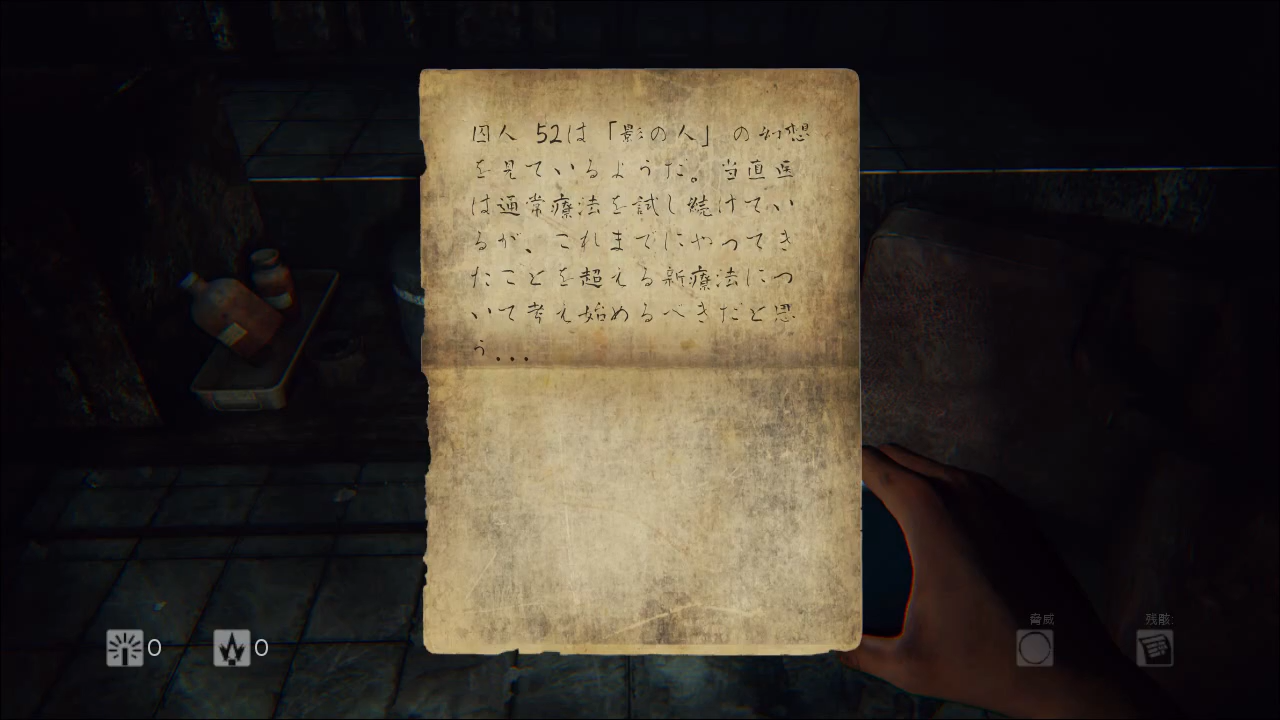 囚人 52は「影の人」の幻想
を見ているようだ。当直医
は通常療法を試し続けてい
るが、これまでにやってき
たことを超える新療法につ
いて考え始めるべきだと思
う...
0
0
脅威
残骸: